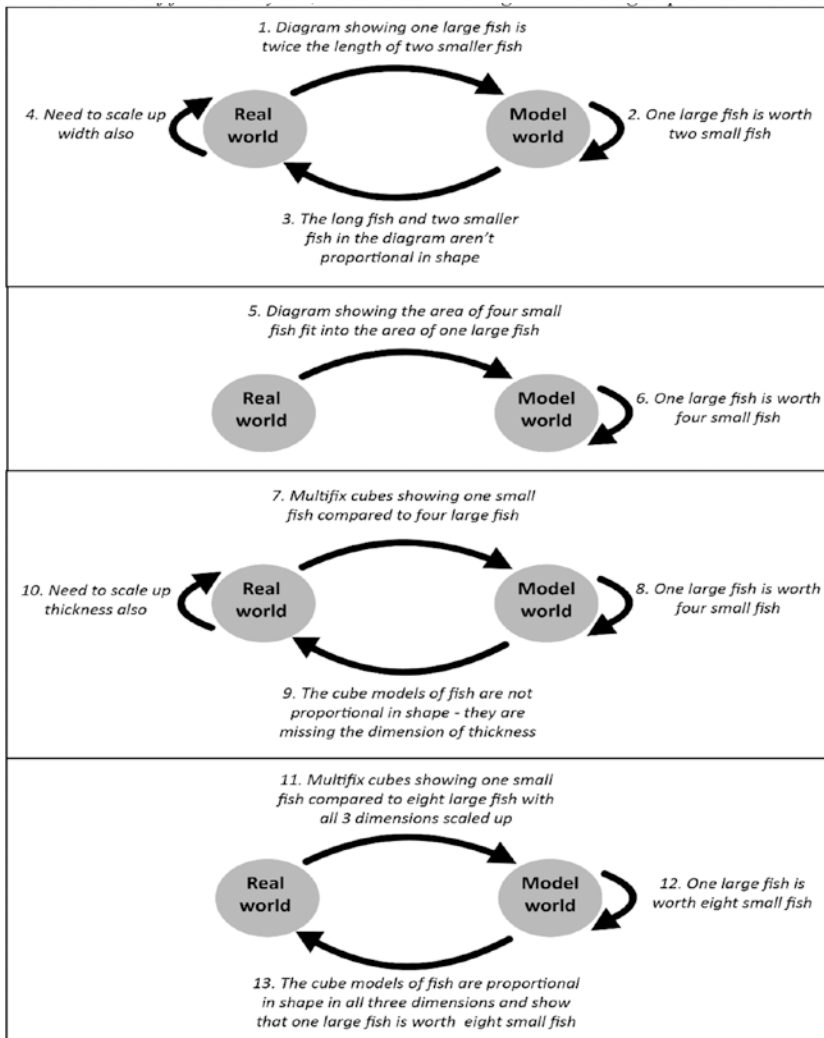 1. Diagram showing one large fish is
twice the length of two smaller fish
4. Need to scale up
width also
Real
world
Model
world
2. One large fish is worth
two small fish
3. The long fish and two smaller
fish in the diagram aren't
proportional in shape
5. Diagram showing the area of four small
fish fit into the area of one large fish
Real
world
Model
world
6. One large fish is worth
four small fish
7. Multifix cubes showing one small
fish compared to four large fish
10. Need to scale up
thickness also
Real
world
Model
world
8. One large fish is worth
four small fish
9. The cube models of fish are not
proportional in shape - they are
missing the dimension of thickness
11. Multifix cubes showing one small
fish compared to eight large fish with
all 3 dimensions scaled up
Real
world
Model
world
12. One large fish is
worth eight small fish
13. The cube models of fish are proportional
in shape in all three dimensions and show
that one large fish is worth eight small fish